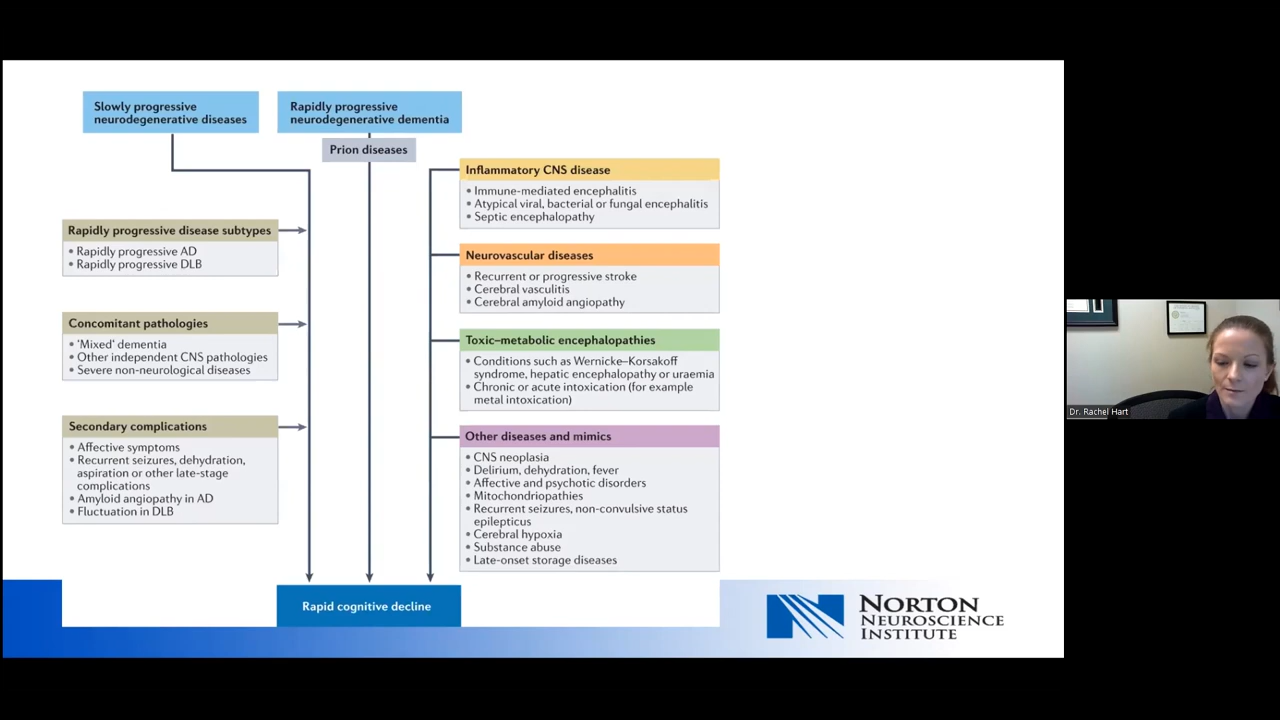 Slowly progressive
neurodegenerative diseases
Rapidly progressive
neurodegenerative dementia
Prion diseases
Rapidly progressive disease subtypes
• Rapidly progressive AD
• Rapidly progressive DLB
Concomitant pathologies
• 'Mixed' dementia
• Other independent CNS pathologies
• Severe non-neurological diseases
Secondary complications
• Affective symptoms
• Recurrent seizures, dehydration,
aspiration or other late-stage
complications
• Amyloid angiopathy in AD
• Fluctuation in DLB
Inflammatory CNS disease
• Immune-mediated encephalitis
• Atypical viral, bacterial or fungal encephalitis
• Septic encephalopathy
Neurovascular diseases
• Recurrent or progressive stroke
• Cerebral vasculitis
• Cerebral amyloid angiopathy
Toxic–metabolic encephalopathies
• Conditions such as Wernicke–Korsakoff
syndrome, hepatic encephalopathy or uraemia
• Chronic or acute intoxication (for example
metal intoxication)
Other diseases and mimics
• CNS neoplasia
• Delirium, dehydration, fever
• Affective and psychotic disorders
• Mitochondriopathies
• Recurrent seizures, non-convulsive status
epilepticus
• Cerebral hypoxia
• Substance abuse
• Late-onset storage diseases
Rapid cognitive decline
NORTON
NEUROSCIENCE
INSTITUTE
Dr. Rachel Hart